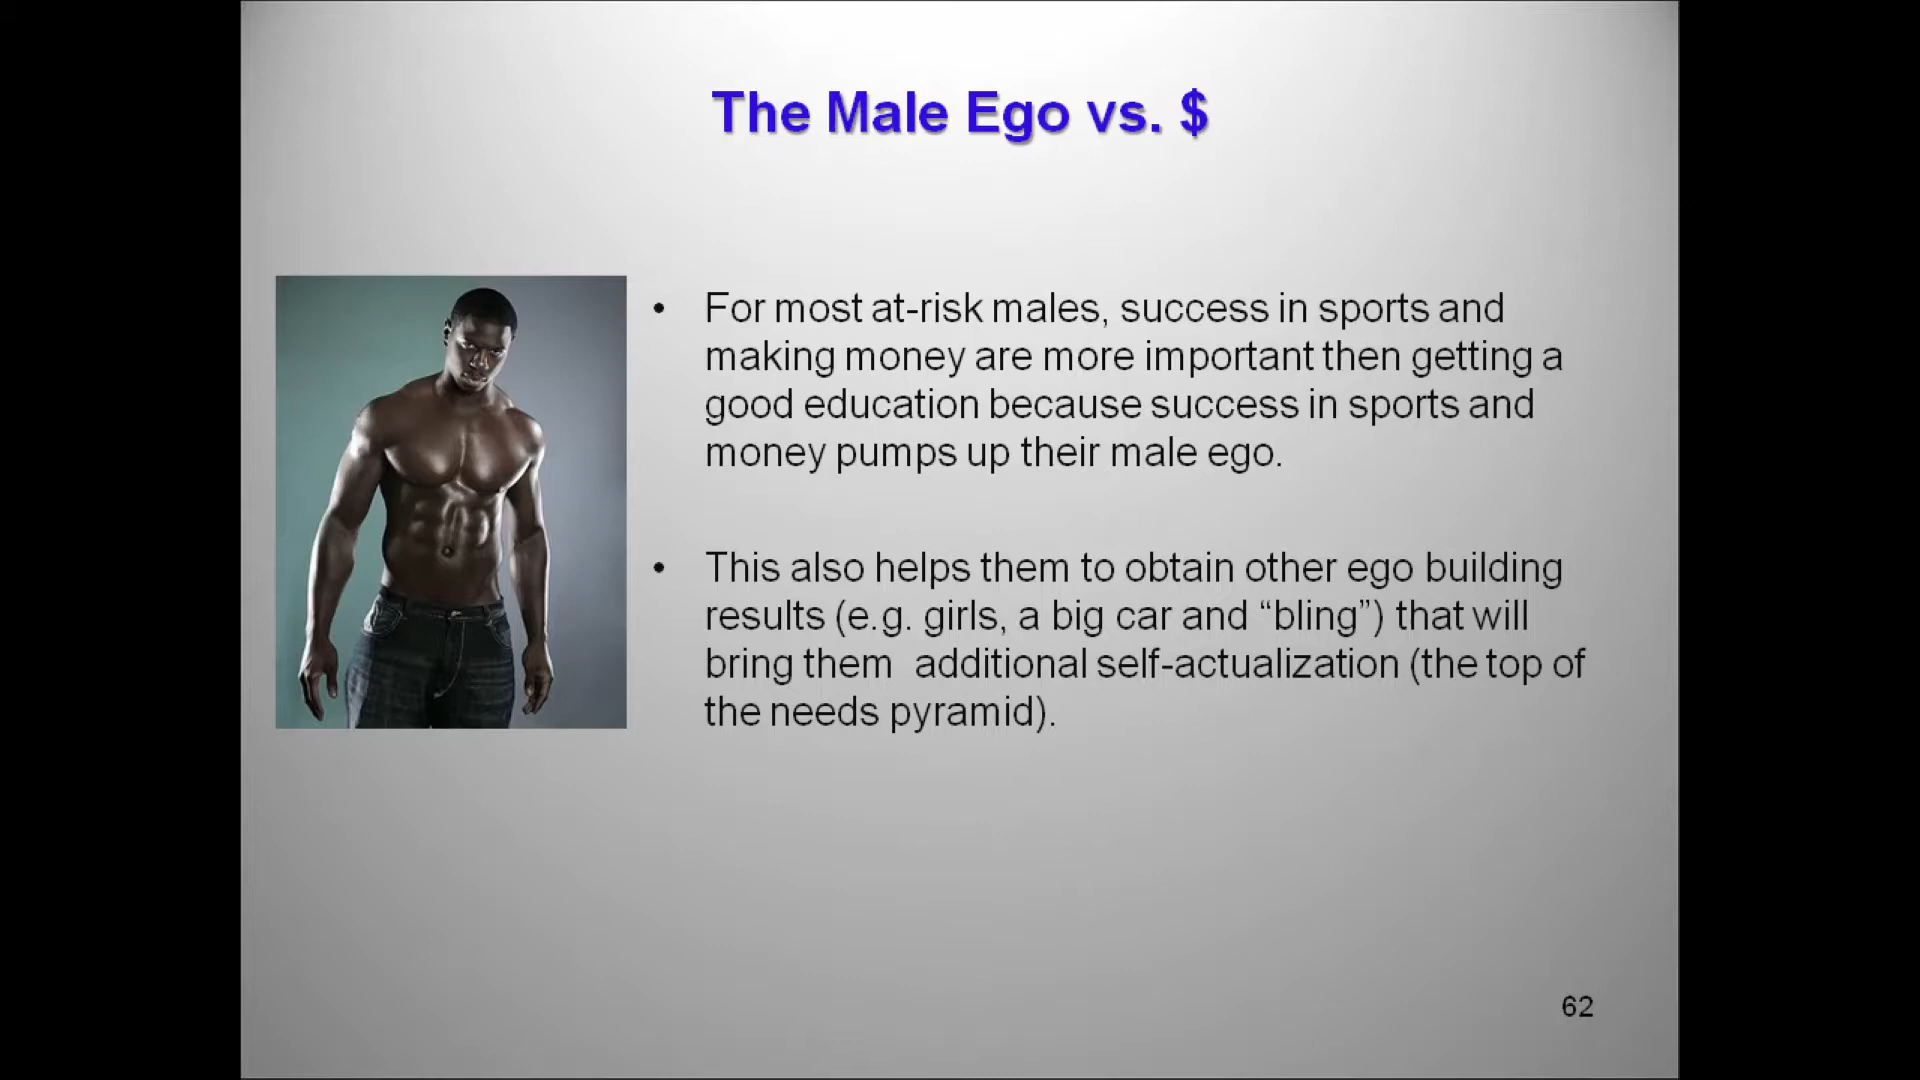 The Male Ego vs. $
• For most at-risk males, success in sports and
making money are more important then getting a
good education because success in sports and
money pumps up their male ego.
• This also helps them to obtain other ego building
results (e.g. girls, a big car and “bling”) that will
bring them  additional self-actualization (the top of
the needs pyramid).
62